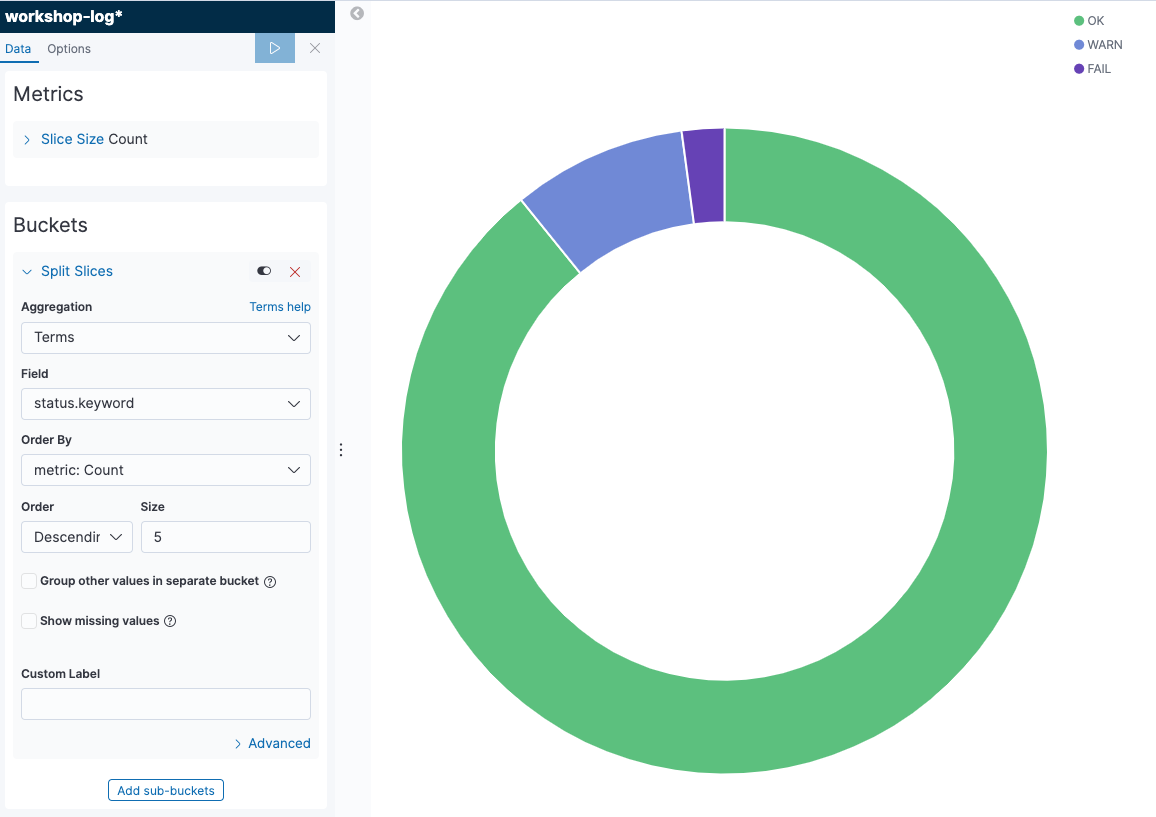 workshop-log*
Data Options
Metrics
Slice Size Count
Buckets
Split Slices
Aggregation Terms help
Terms
Field
status.keyword
Order By
metric: Count
Order Size
Descendir 5
Group other values in separate bucket
Show missing values
Custom Label
Advanced
Add sub-buckets
OK
WARN
FAIL